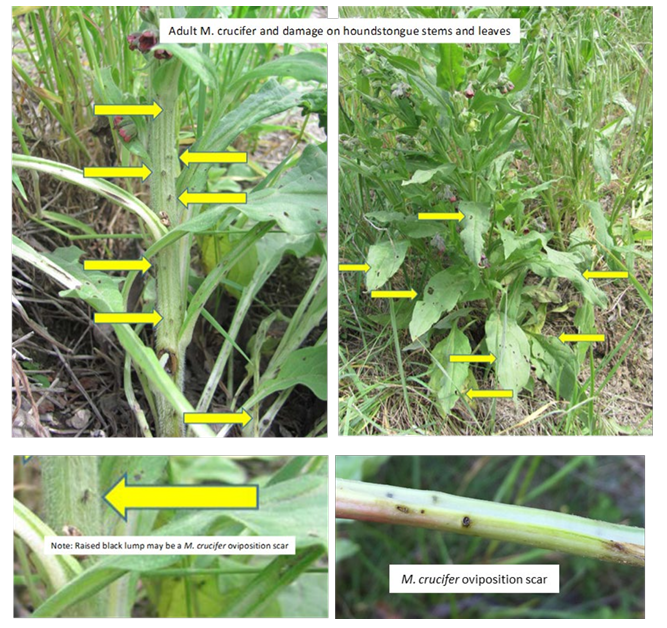 Adult M. crucifer and damage on houndstongue stems and leaves
Note: Raised black lump may be a M. crucifer oviposition scar
M. crucifer oviposition scar